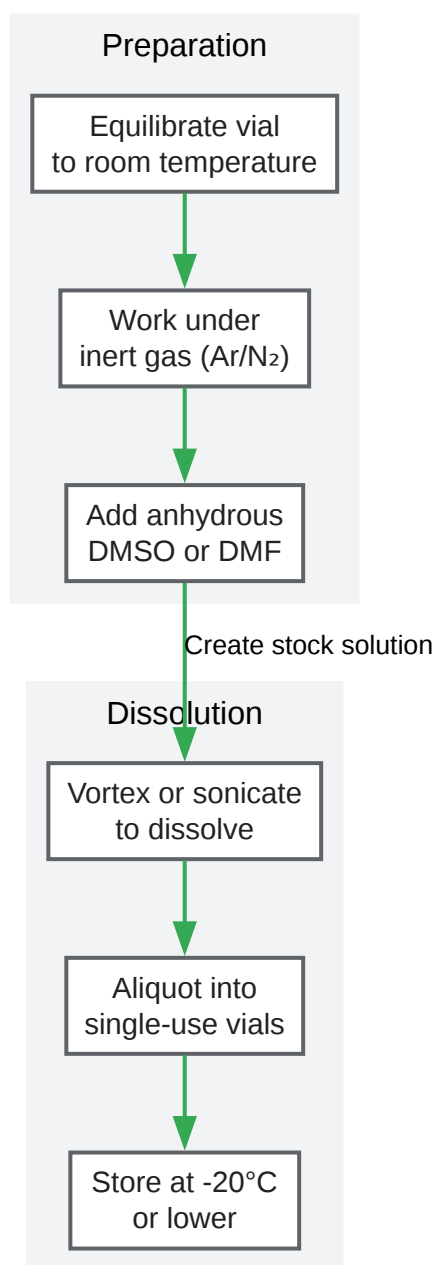 Preparation
Equilibrate vial
to room temperature
Work under
inert gas (Ar/N₂)
Add anhydrous
DMSO or DMF
Create stock solution
Dissolution
Vortex or sonicate
to dissolve
Aliquot into
single-use vials
Store at -20°C
or lower